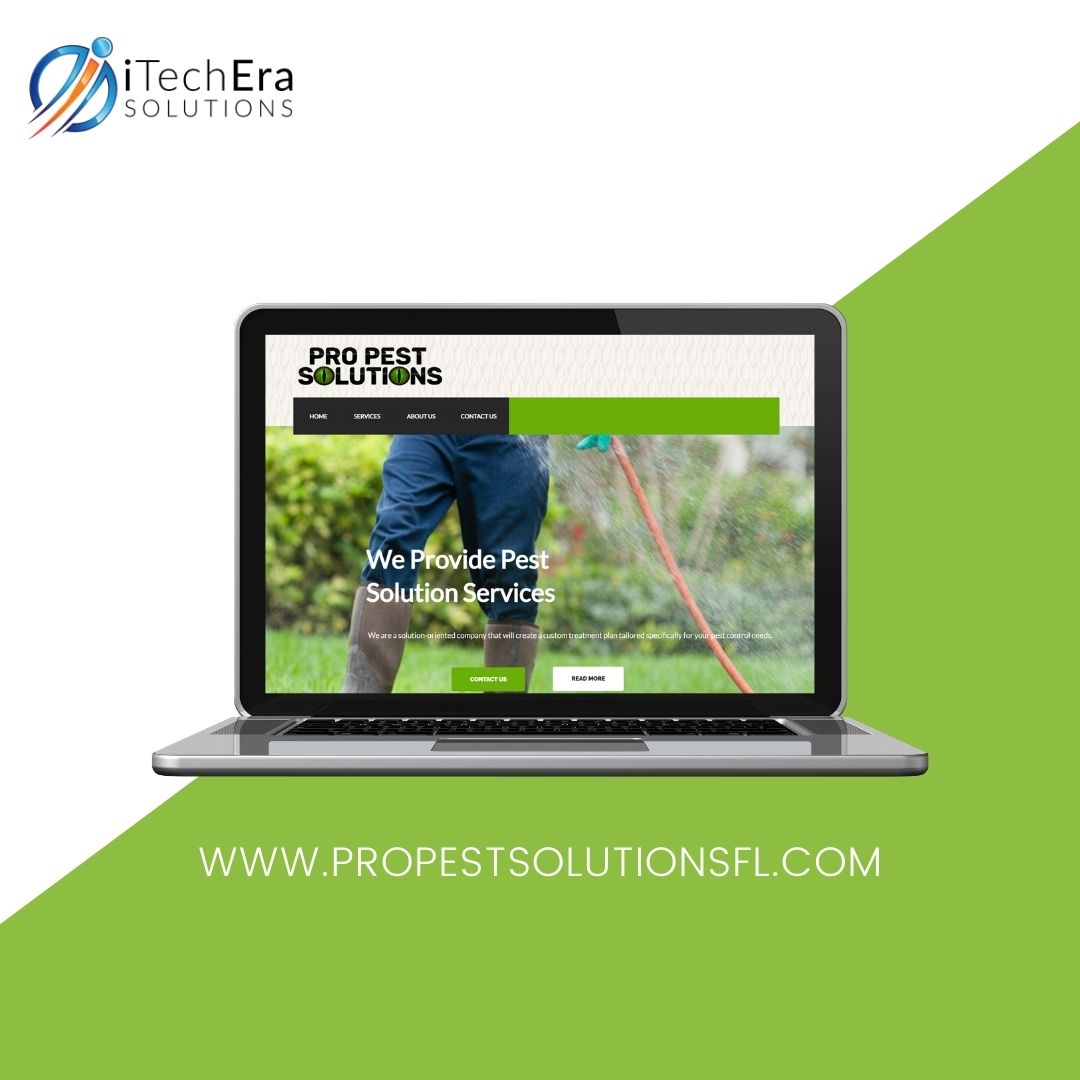 iTechEra
SOLUTIONS
PRO PEST
SOLUTIONS
HOME SERVICES ABOUT US CONTACT US
We Provide Pest
Solution Services
We are a solution-oriented company that will create a custom treatment plan tailored specifically for your pest control needs.
CONTACT US READ MORE
WWW.PROPESTSOLUTIONSFL.COM